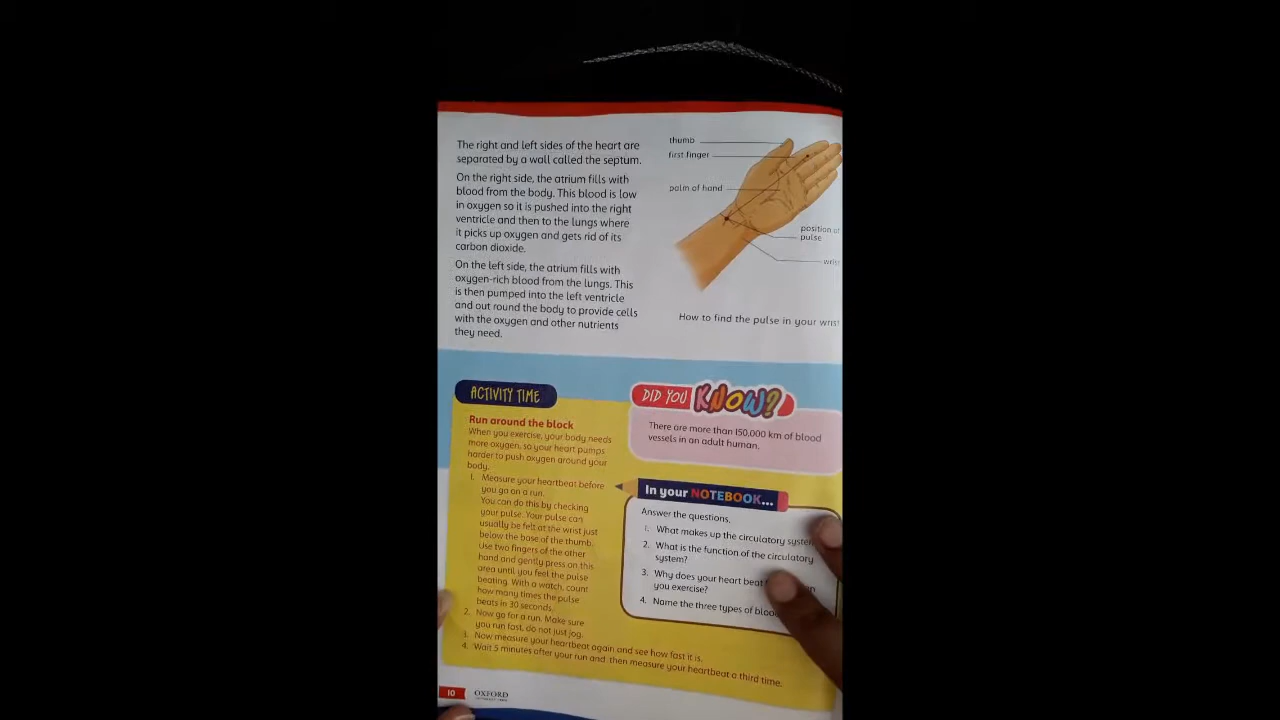 The right and left sides of the heart are
separated by a wall called the septum.
On the right side, the atrium fills with
blood from the body. This blood is low
in oxygen so it is pushed into the right
ventricle and then to the lungs where
it picks up oxygen and gets rid of its
carbon dioxide.
On the left side, the atrium fills with
oxygen-rich blood from the lungs. This
is then pumped into the left ventricle
and out round the body to provide cells
with the oxygen and other nutrients
they need.
thumb
first finger
palm of hand
position of
pulse
wrist
How to find the pulse in your wrist
ACTIVITY TIME
Run around the block
When you exercise, your body needs
more oxygen, so your heart pumps
harder to push oxygen around your
body.
1. Measure your heartbeat before
you go on a run.
You can do this by checking
your pulse. Your pulse can
usually be felt at the wrist just
below the base of the thumb.
Use two fingers of the other
hand and gently press on this
area until you feel the pulse
beating. With a watch, count
how many times the pulse
beats in 30 seconds.
2. Now go for a run. Make sure
you run fast, do not just jog.
3. Now measure your heartbeat again and see how fast it is.
4. Wait 5 minutes after your run and then measure your heartbeat a third time.
DID YOU KNOW?
There are more than 150,000 km of blood
vessels in an adult human.
In your NOTEBOOK...
Answer the questions.
1. What makes up the circulatory system
2. What is the function of the circulatory
system?
3. Why does your heart beat
you exercise?
4. Name the three types of blood
10 OXFORD